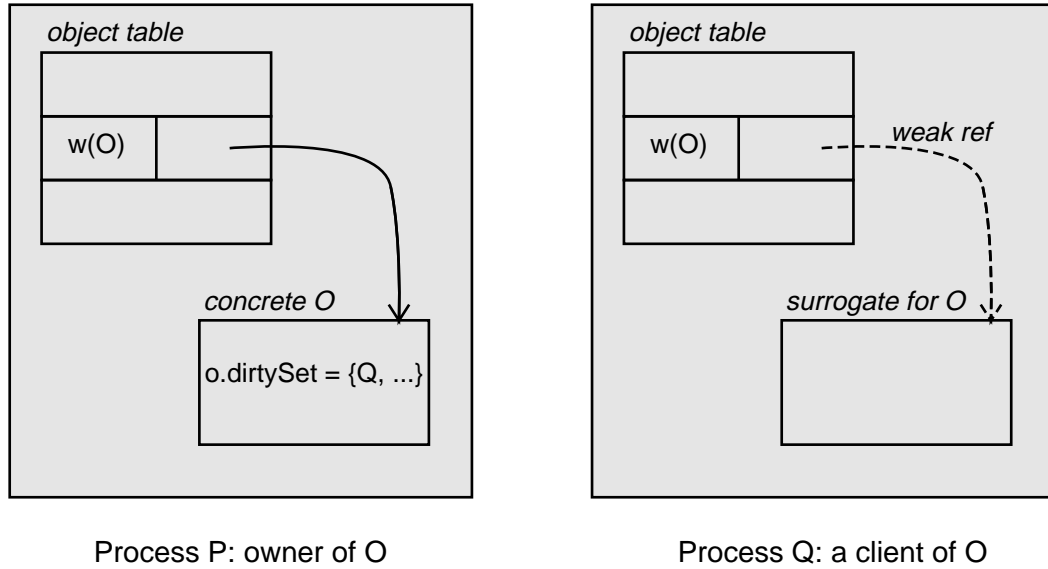 object table
w(O)
concrete O
o.dirtySet = {Q, ...}
Process P: owner of O
object table
w(O)
weak ref
surrogate for O
Process Q: a client of O